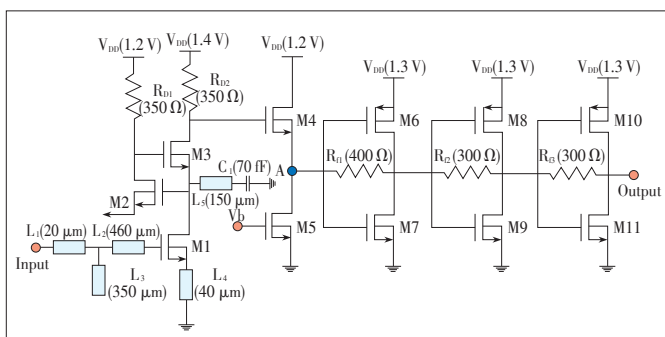 V_DD(1.2 V)
V_DD(1.4 V)
V_DD(1.2 V)
V_DD(1.3 V)
V_DD(1.3 V)
V_DD(1.3 V)
R_D1
(350 Ω)
R_D2
(350 Ω)
M4
M6
M8
M10
M3
C_1(70 fF)
A
R_f1(400 Ω)
R_f2(300 Ω)
R_f3(300 Ω)
M2
L_5(150 μm)
Vb
Output
L_1(20 μm)
L_2(460 μm)
M1
M5
M7
M9
M11
Input
L_3
(350 μm)
L_4
(40 μm)